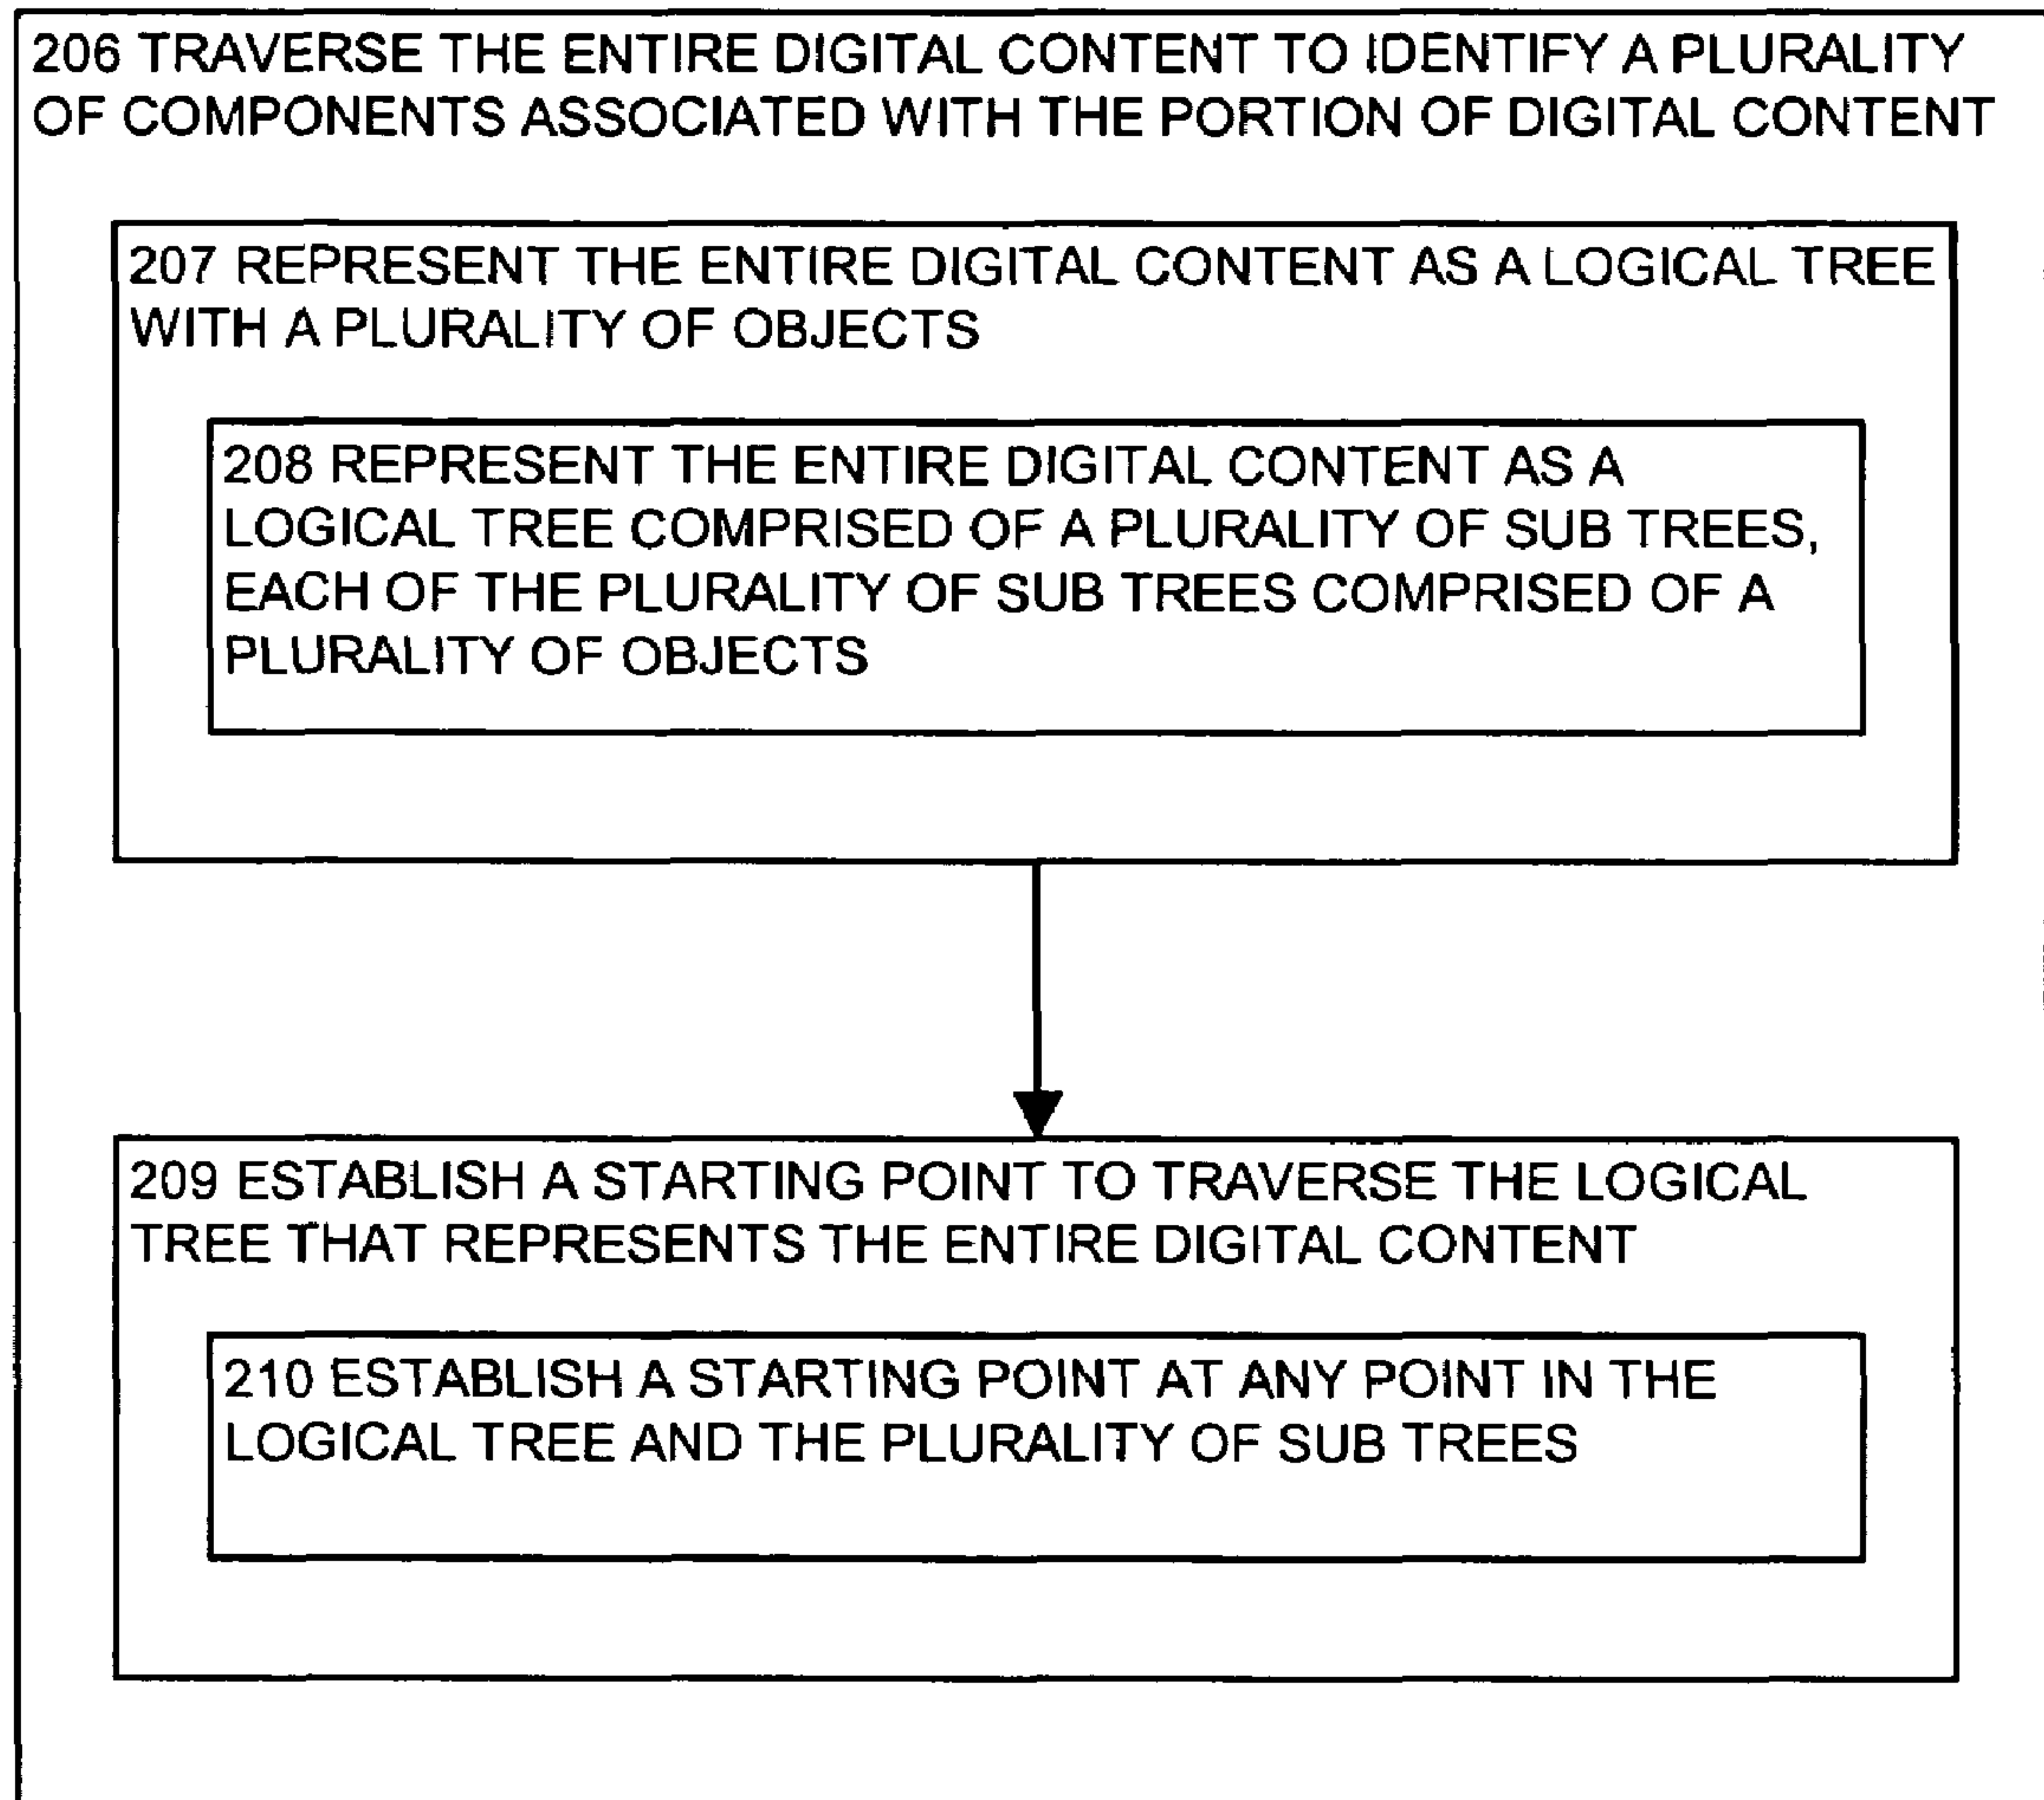 206 TRAVERSE THE ENTIRE DIGITAL CONTENT TO IDENTIFY A PLURALITY
OF COMPONENTS ASSOCIATED WITH THE PORTION OF DIGITAL CONTENT
207 REPRESENT THE ENTIRE DIGITAL CONTENT AS A LOGICAL TREE
WITH A PLURALITY OF OBJECTS
208 REPRESENT THE ENTIRE DIGITAL CONTENT AS A
LOGICAL TREE COMPRISED OF A PLURALITY OF SUB TREES,
EACH OF THE PLURALITY OF SUB TREES COMPRISED OF A
PLURALITY OF OBJECTS
209 ESTABLISH A STARTING POINT TO TRAVERSE THE LOGICAL
TREE THAT REPRESENTS THE ENTIRE DIGITAL CONTENT
210 ESTABLISH A STARTING POINT AT ANY POINT IN THE
LOGICAL TREE AND THE PLURALITY OF SUB TREES